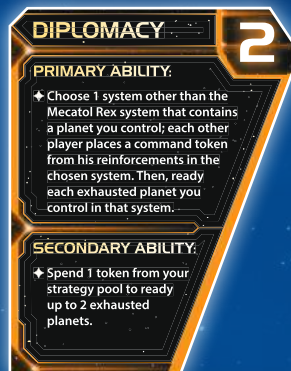 DIPLOMACY
2
PRIMARY ABILITY:
✦ Choose 1 system other than the
Mecatol Rex system that contains
a planet you control; each other
player places a command token
from his reinforcements in the
chosen system. Then, ready
each exhausted planet you
control in that system.
SECONDARY ABILITY:
✦ Spend 1 token from your
strategy pool to ready
up to 2 exhausted
planets.